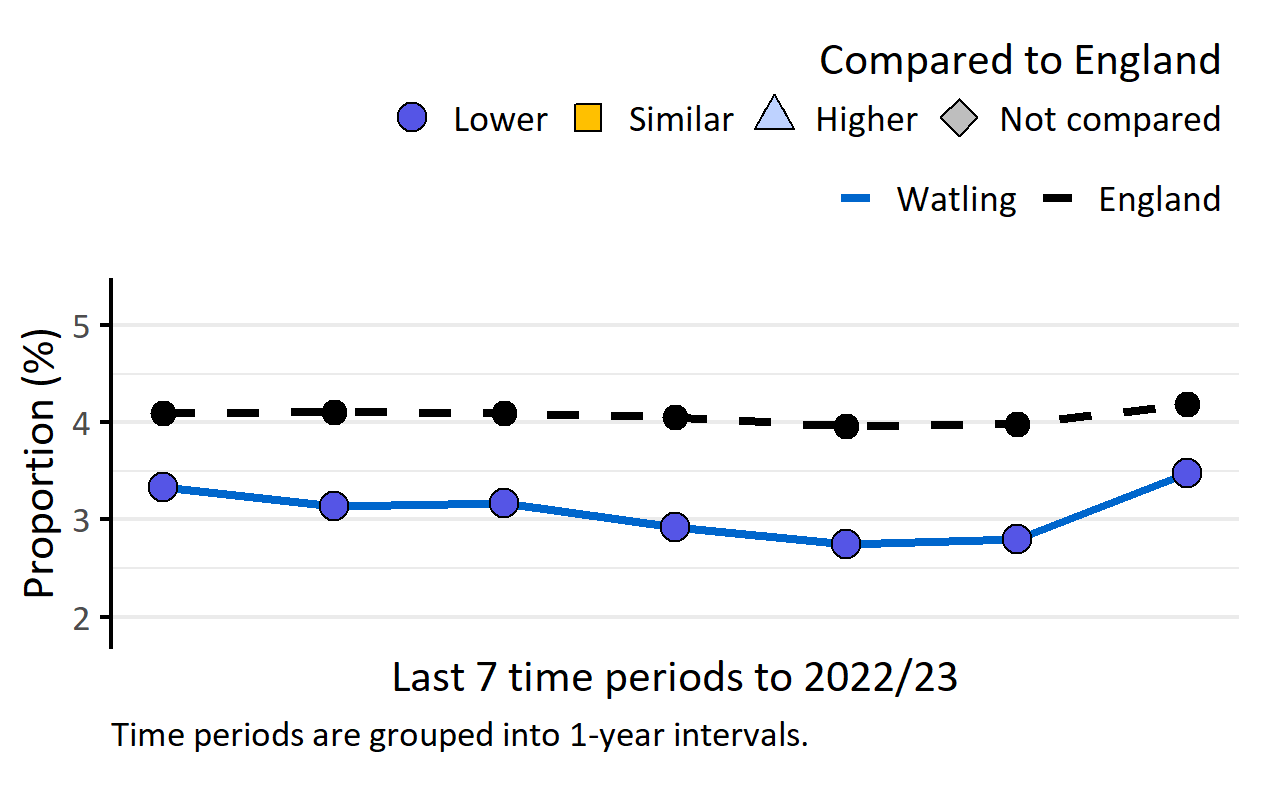 Compared to England
Lower Similar Higher Not compared
Watling England
Proportion (%)
5
4
3
2
Last 7 time periods to 2022/23
Time periods are grouped into 1-year intervals.